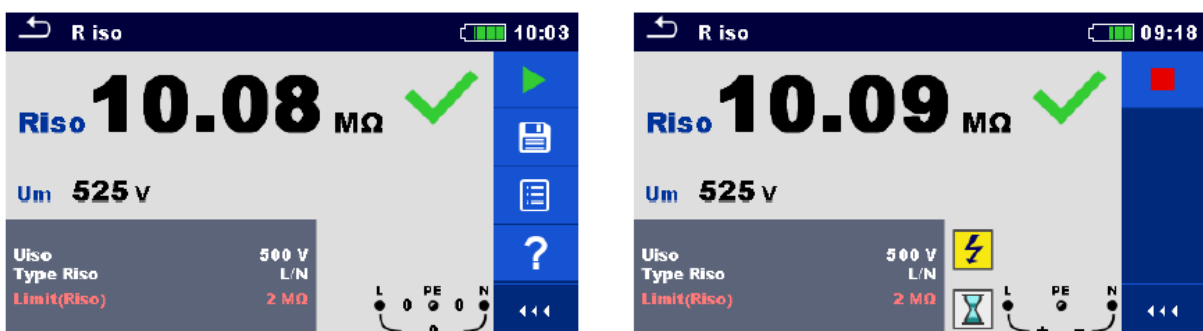 R iso 10:03
Riso 10.08 MΩ
Um 525 V
Uiso 500 V
Type Riso L/N
Limit(Riso) 2 MΩ
?
L PE N
0 0
0
R iso 09:18
Riso 10.09 MΩ
Um 525 V
Uiso 500 V
Type Riso L/N
Limit(Riso) 2 MΩ
L PE N
+ -